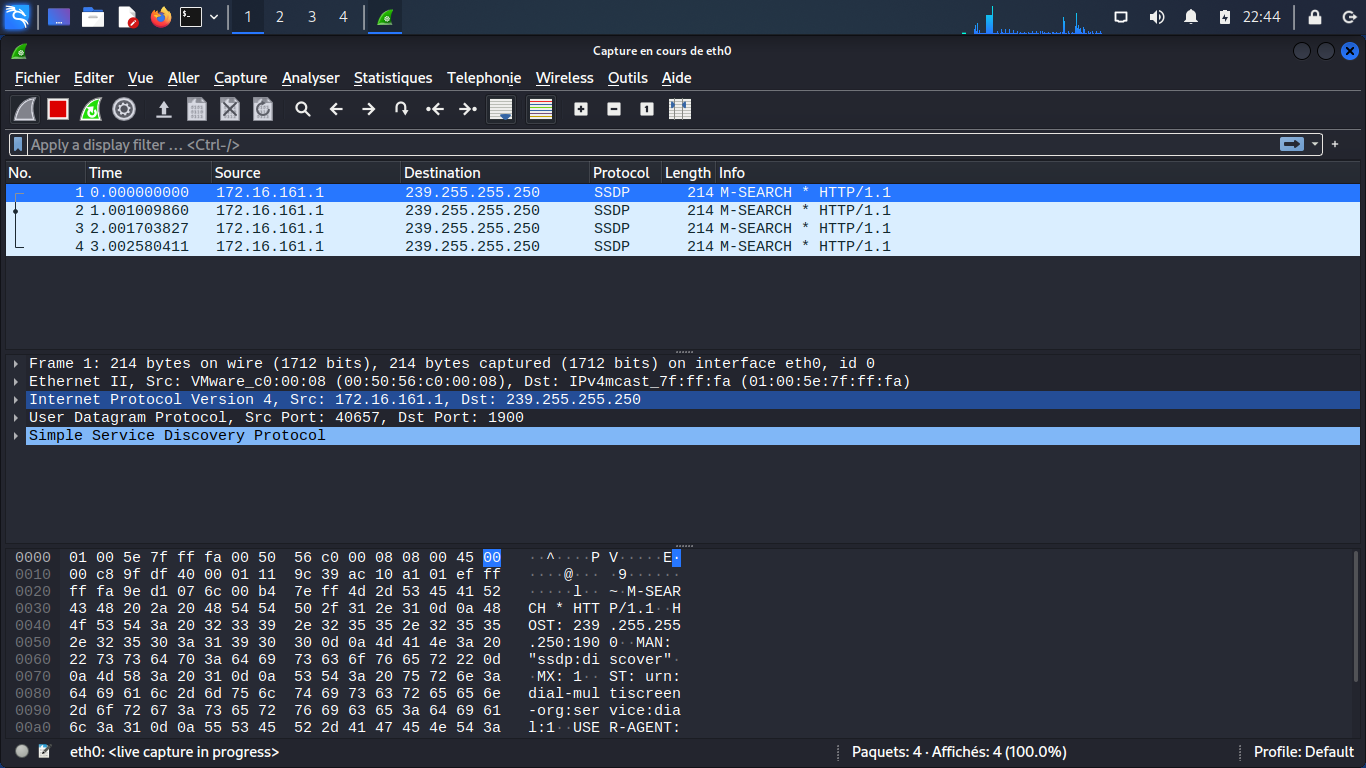 1 2 3 4 22:44
Capture en cours de eth0
Fichier Editer Vue Aller Capture Analyser Statistiques Telephonie Wireless Outils Aide
Apply a display filter … <Ctrl-/>
No. Time Source Destination Protocol Length Info
1 0.000000000 172.16.161.1 239.255.255.250 SSDP 214 M-SEARCH * HTTP/1.1
2 1.001009860 172.16.161.1 239.255.255.250 SSDP 214 M-SEARCH * HTTP/1.1
3 2.001703827 172.16.161.1 239.255.255.250 SSDP 214 M-SEARCH * HTTP/1.1
4 3.002580411 172.16.161.1 239.255.255.250 SSDP 214 M-SEARCH * HTTP/1.1
Frame 1: 214 bytes on wire (1712 bits), 214 bytes captured (1712 bits) on interface eth0, id 0
Ethernet II, Src: VMware_c0:00:08 (00:50:56:c0:00:08), Dst: IPv4mcast_7f:ff:fa (01:00:5e:7f:ff:fa)
Internet Protocol Version 4, Src: 172.16.161.1, Dst: 239.255.255.250
User Datagram Protocol, Src Port: 40657, Dst Port: 1900
Simple Service Discovery Protocol
0000 01 00 5e 7f ff fa 00 50 56 c0 00 08 08 00 45 00 ··^····P V·····E·
0010 00 c8 9f df 40 00 01 11 9c 39 ac 10 a1 01 ef ff ····@··· ·9······
0020 ff fa 9e d1 07 6c 00 b4 7e ff 4d 2d 53 45 41 52 ·····l·· ~·M-SEAR
0030 43 48 20 2a 20 48 54 54 50 2f 31 2e 31 0d 0a 48 CH * HTT P/1.1··H
0040 4f 53 54 3a 20 32 33 39 2e 32 35 35 2e 32 35 35 OST: 239 .255.255
0050 2e 32 35 30 3a 31 39 30 30 0d 0a 4d 41 4e 3a 20 .250:190 0··MAN:
0060 22 73 73 64 70 3a 64 69 73 63 6f 76 65 72 22 0d "ssdp:di scover"·
0070 0a 4d 58 3a 20 31 0d 0a 53 54 3a 20 75 72 6e 3a ·MX: 1·· ST: urn:
0080 64 69 61 6c 2d 6d 75 6c 74 69 73 63 72 65 65 6e dial-mul tiscreen
0090 2d 6f 72 67 3a 73 65 72 76 69 63 65 3a 64 69 61 -org:ser vice:dia
00a0 6c 3a 31 0d 0a 55 53 45 52 2d 41 47 45 4e 54 3a l:1··USE R-AGENT:
eth0: <live capture in progress> Paquets: 4 · Affichés: 4 (100.0%) Profile: Default